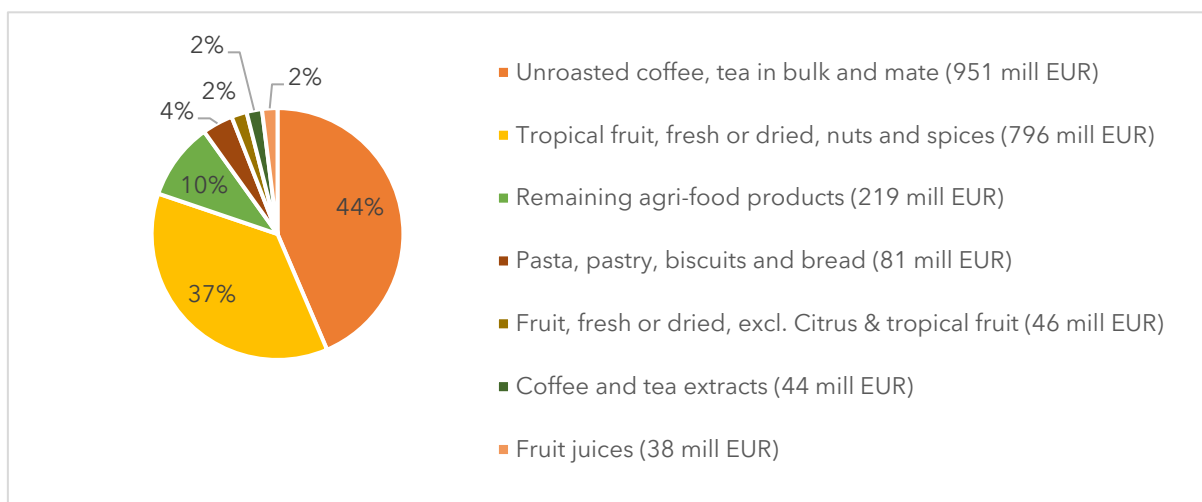 2%
2%
2%
4%
10%
44%
37%
Unroasted coffee, tea in bulk and mate (951 mill EUR)
Tropical fruit, fresh or dried, nuts and spices (796 mill EUR)
Remaining agri-food products (219 mill EUR)
Pasta, pastry, biscuits and bread (81 mill EUR)
Fruit, fresh or dried, excl. Citrus & tropical fruit (46 mill EUR)
Coffee and tea extracts (44 mill EUR)
Fruit juices (38 mill EUR)